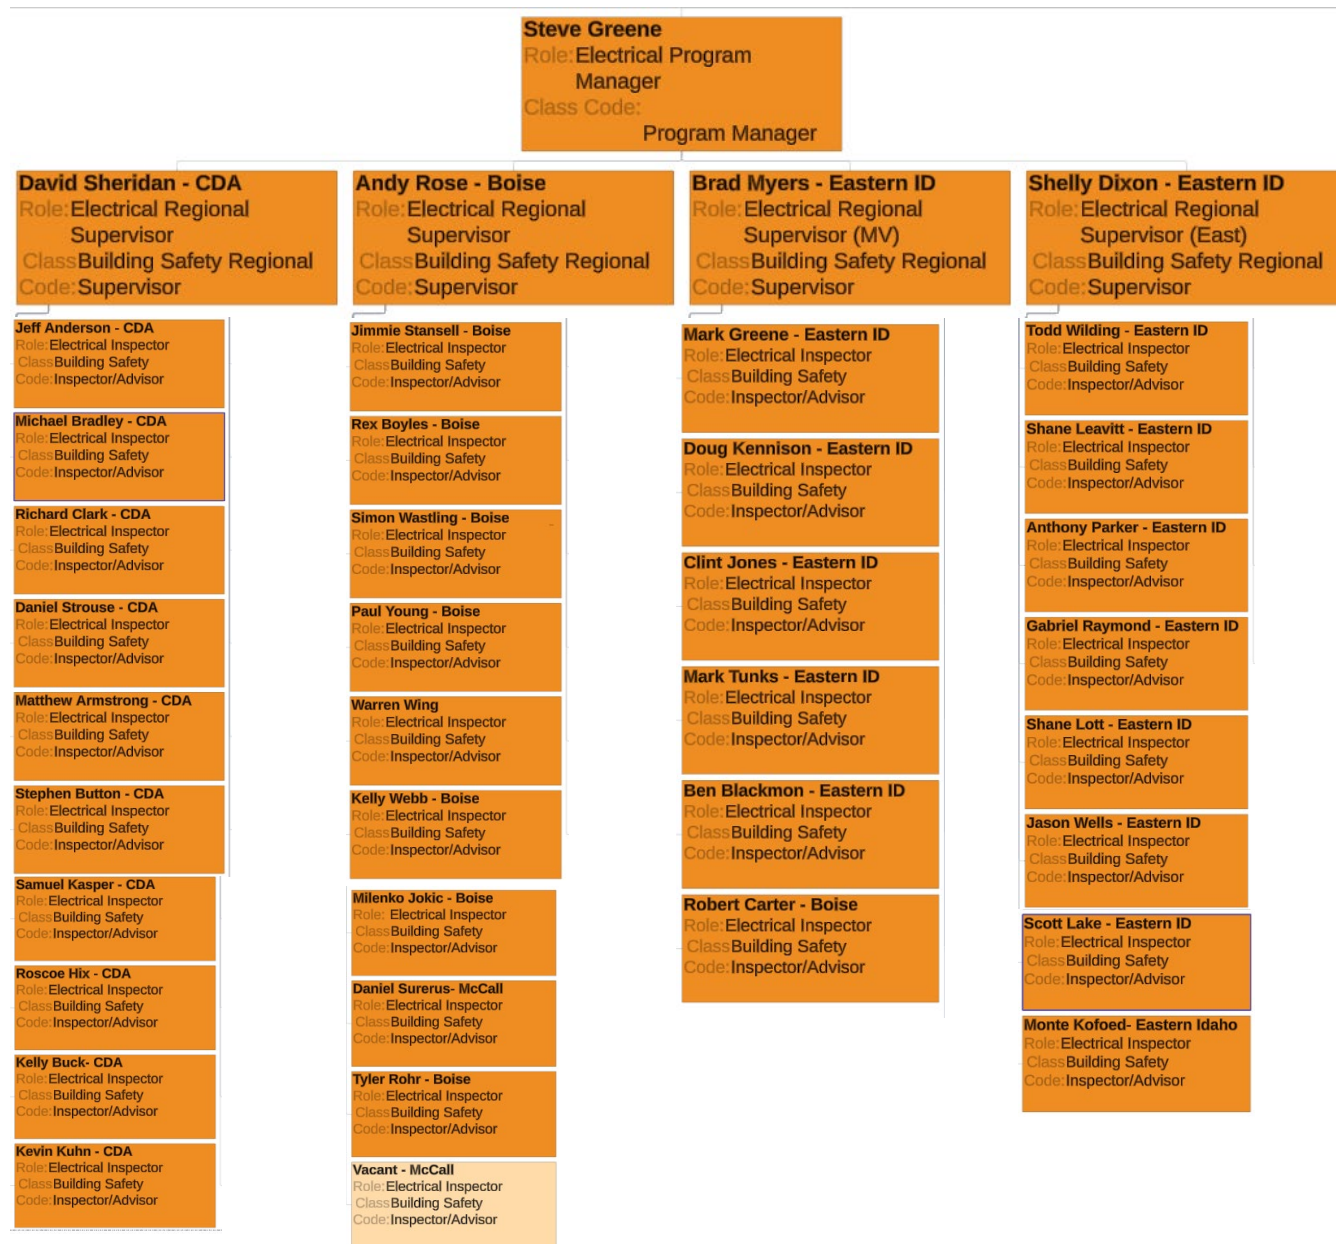 Steve Greene
Role: Electrical Program
Manager
Class Code:
Program Manager
David Sheridan - CDA
Role: Electrical Regional
Supervisor
Class Building Safety Regional
Code: Supervisor
Jeff Anderson - CDA
Role: Electrical Inspector
Class Building Safety
Code: Inspector/Advisor
Michael Bradley - CDA
Role: Electrical Inspector
Class Building Safety
Code: Inspector/Advisor
Richard Clark - CDA
Role: Electrical Inspector
Class Building Safety
Code: Inspector/Advisor
Daniel Strouse - CDA
Role: Electrical Inspector
Class Building Safety
Code: Inspector/Advisor
Matthew Armstrong - CDA
Role: Electrical Inspector
Class Building Safety
Code: Inspector/Advisor
Stephen Button - CDA
Role: Electrical Inspector
Class Building Safety
Code: Inspector/Advisor
Samuel Kasper - CDA
Role: Electrical Inspector
Class Building Safety
Code: Inspector/Advisor
Roscoe Hix - CDA
Role: Electrical Inspector
Class Building Safety
Code: Inspector/Advisor
Kelly Buck- CDA
Role: Electrical Inspector
Class Building Safety
Code: Inspector/Advisor
Kevin Kuhn - CDA
Role: Electrical Inspector
Class Building Safety
Code: Inspector/Advisor
Andy Rose - Boise
Role: Electrical Regional
Supervisor
Class Building Safety Regional
Code: Supervisor
Jimmie Stansell - Boise
Role: Electrical Inspector
Class Building Safety
Code: Inspector/Advisor
Rex Boyles - Boise
Role: Electrical Inspector
Class Building Safety
Code: Inspector/Advisor
Simon Wastling - Boise
Role: Electrical Inspector
Class Building Safety
Code: Inspector/Advisor
Paul Young - Boise
Role: Electrical Inspector
Class Building Safety
Code: Inspector/Advisor
Warren Wing
Role: Electrical Inspector
Class Building Safety
Code: Inspector/Advisor
Kelly Webb - Boise
Role: Electrical Inspector
Class Building Safety
Code: Inspector/Advisor
Milenko Jokic - Boise
Role: Electrical Inspector
Class Building Safety
Code: Inspector/Advisor
Daniel Surerus- McCall
Role: Electrical Inspector
Class Building Safety
Code: Inspector/Advisor
Tyler Rohr - Boise
Role: Electrical Inspector
Class Building Safety
Code: Inspector/Advisor
Vacant - McCall
Role: Electrical Inspector
Class Building Safety
Code: Inspector/Advisor
Brad Myers - Eastern ID
Role: Electrical Regional
Supervisor (MV)
Class Building Safety Regional
Code: Supervisor
Mark Greene - Eastern ID
Role: Electrical Inspector
Class Building Safety
Code: Inspector/Advisor
Doug Kennison - Eastern ID
Role: Electrical Inspector
Class Building Safety
Code: Inspector/Advisor
Clint Jones - Eastern ID
Role: Electrical Inspector
Class Building Safety
Code: Inspector/Advisor
Mark Tunks - Eastern ID
Role: Electrical Inspector
Class Building Safety
Code: Inspector/Advisor
Ben Blackmon - Eastern ID
Role: Electrical Inspector
Class Building Safety
Code: Inspector/Advisor
Robert Carter - Boise
Role: Electrical Inspector
Class Building Safety
Code: Inspector/Advisor
Shelly Dixon - Eastern ID
Role: Electrical Regional
Supervisor (East)
Class Building Safety Regional
Code: Supervisor
Todd Wilding - Eastern ID
Role: Electrical Inspector
Class Building Safety
Code: Inspector/Advisor
Shane Leavitt - Eastern ID
Role: Electrical Inspector
Class Building Safety
Code: Inspector/Advisor
Anthony Parker - Eastern ID
Role: Electrical Inspector
Class Building Safety
Code: Inspector/Advisor
Gabriel Raymond - Eastern ID
Role: Electrical Inspector
Class Building Safety
Code: Inspector/Advisor
Shane Lott - Eastern ID
Role: Electrical Inspector
Class Building Safety
Code: Inspector/Advisor
Jason Wells - Eastern ID
Role: Electrical Inspector
Class Building Safety
Code: Inspector/Advisor
Scott Lake - Eastern ID
Role: Electrical Inspector
Class Building Safety
Code: Inspector/Advisor
Monte Kofoed- Eastern Idaho
Role: Electrical Inspector
Class Building Safety
Code: Inspector/Advisor